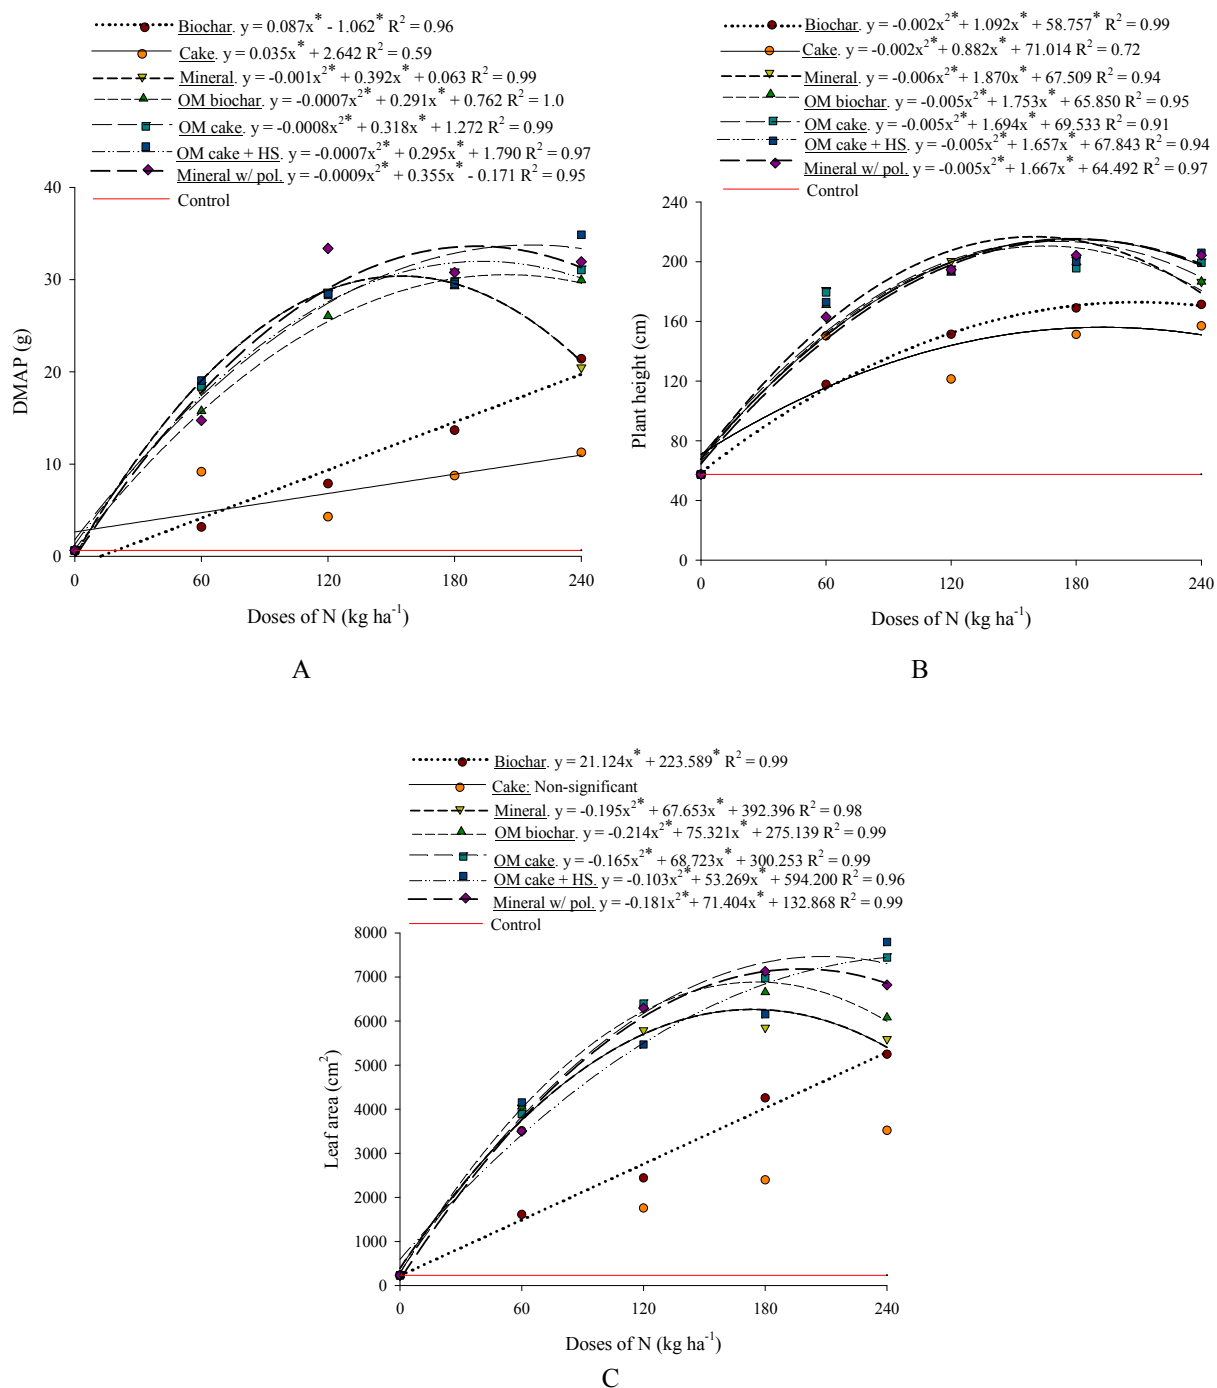 Biochar. y = 0.087x* - 1.062* R² = 0.96
Cake. y = 0.035x* + 2.642 R² = 0.59
Mineral. y = -0.001x²* + 0.392x* + 0.063 R² = 0.99
OM biochar. y = -0.0007x²* + 0.291x* + 0.762 R² = 1.0
OM cake. y = -0.0008x²* + 0.318x* + 1.272 R² = 0.99
OM cake + HS. y = -0.0007x²* + 0.295x* + 1.790 R² = 0.97
Mineral w/ pol. y = -0.0009x²* + 0.355x* - 0.171 R² = 0.95
Control
40
30
20
10
0
DMAP (g)
0 60 120 180 240
Doses of N (kg ha⁻¹)
A
Biochar. y = -0.002x²* + 1.092x* + 58.757* R² = 0.99
Cake. y = -0.002x²* + 0.882x* + 71.014 R² = 0.72
Mineral. y = -0.006x²* + 1.870x* + 67.509 R² = 0.94
OM biochar. y = -0.005x²* + 1.753x* + 65.850 R² = 0.95
OM cake. y = -0.005x²* + 1.694x* + 69.533 R² = 0.91
OM cake + HS. y = -0.005x²* + 1.657x* + 67.843 R² = 0.94
Mineral w/ pol. y = -0.005x²* + 1.667x* + 64.492 R² = 0.97
Control
240
200
160
120
80
40
0
Plant height (cm)
0 60 120 180 240
Doses of N (kg ha⁻¹)
B
Biochar. y = 21.124x* + 223.589* R² = 0.99
Cake: Non-significant
Mineral. y = -0.195x²* + 67.653x* + 392.396 R² = 0.98
OM biochar. y = -0.214x²* + 75.321x* + 275.139 R² = 0.99
OM cake. y = -0.165x²* + 68.723x* + 300.253 R² = 0.99
OM cake + HS. y = -0.103x²* + 53.269x* + 594.200 R² = 0.96
Mineral w/ pol. y = -0.181x²* + 71.404x* + 132.868 R² = 0.99
Control
8000
7000
6000
5000
4000
3000
2000
1000
0
Leaf area (cm²)
0 60 120 180 240
Doses of N (kg ha⁻¹)
C